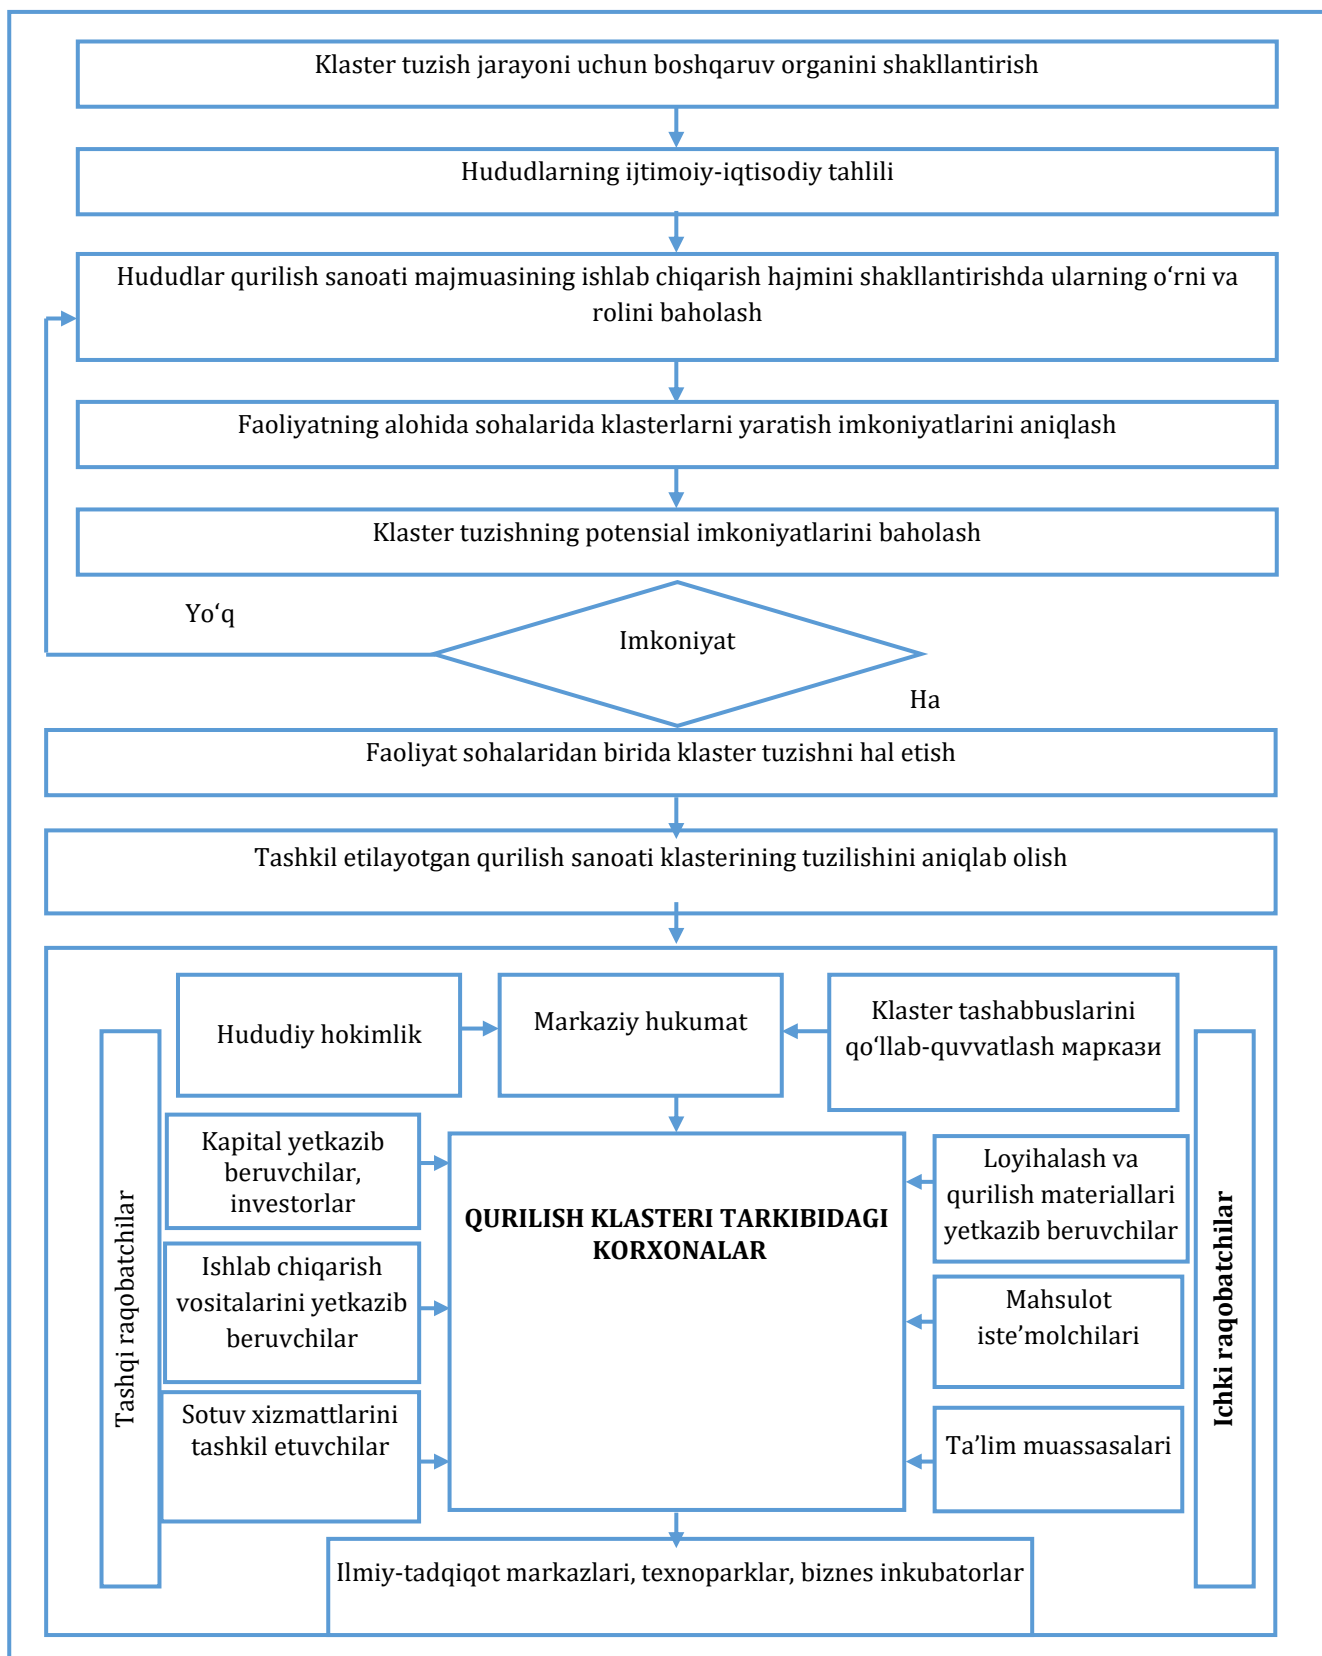 Klaster tuzish jarayoni uchun boshqaruv organini shakllantirish
Hududlarning ijtimoiy-iqtisodiy tahlili
Hududlar qurilish sanoati majmuasining ishlab chiqarish hajmini shakllantirishda ularning o‘rni va
rolini baholash
Faoliyatning alohida sohalarida klasterlarni yaratish imkoniyatlarini aniqlash
Klaster tuzishning potensial imkoniyatlarini baholash
Yo‘q
Imkoniyat
Ha
Faoliyat sohalaridan birida klaster tuzishni hal etish
Tashkil etilayotgan qurilish sanoati klasterining tuzilishini aniqlab olish
Hududiy hokimlik
Markaziy hukumat
Klaster tashabbuslarini
qo‘llab-quvvatlash маркази
Tashqi raqobatchilar
Kapital yetkazib
beruvchilar,
investorlar
Ishlab chiqarish
vositalarini yetkazib
beruvchilar
Sotuv xizmattlarini
tashkil etuvchilar
QURILISH KLASTERI TARKIBIDAGI
KORXONALAR
Loyihalash va
qurilish materiallari
yetkazib beruvchilar
Mahsulot
iste’molchilari
Ta’lim muassasalari
Ichki raqobatchilar
Ilmiy-tadqiqot markazlari, texnoparklar, biznes inkubatorlar